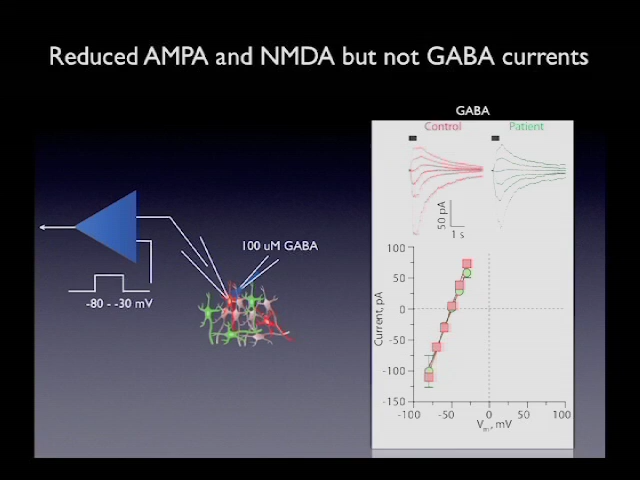 Reduced AMPA and NMDA but not GABA currents
GABA
Control Patient
50 pA
1 s
100 uM GABA
-80 - -30 mV
Current, pA
100
50
0
-50
-100
-150
-100 -50 0 50 100
Vm, mV